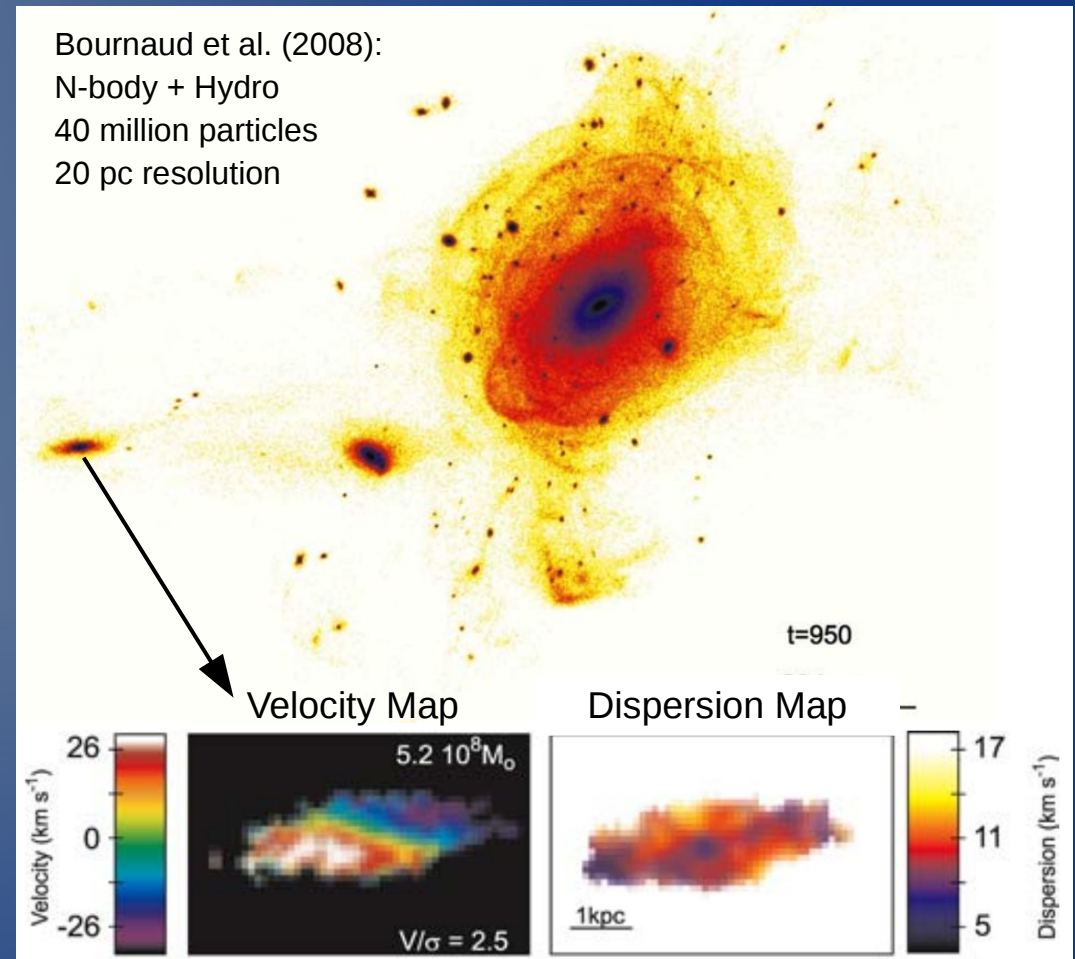 Bournaud et al. (2008):
N-body + Hydro
40 million particles
20 pc resolution
t=950
Velocity Map
Dispersion Map
Velocity (km s⁻¹)
26
0
-26
5.2 10⁸Mₒ
V/σ = 2.5
1kpc
17
11
5
Dispersion (km s⁻¹)